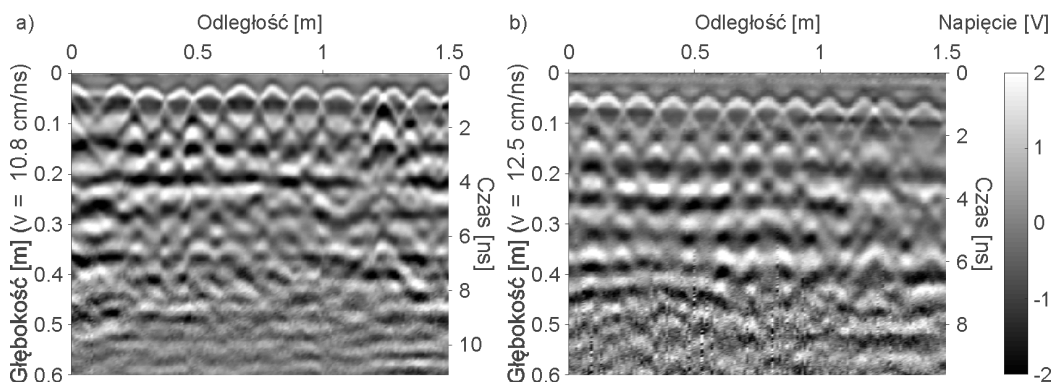 a)
Odległość [m]
0 0.5 1 1.5
Głębokość [m] (v = 10.8 cm/ns)
0
0.1
0.2
0.3
0.4
0.5
0.6
Czas [ns]
0
2
4
6
8
10
b)
Odległość [m]
0 0.5 1 1.5
Głębokość [m] (v = 12.5 cm/ns)
0
0.1
0.2
0.3
0.4
0.5
0.6
Czas [ns]
0
2
4
6
8
Napięcie [V]
2
1
0
-1
-2